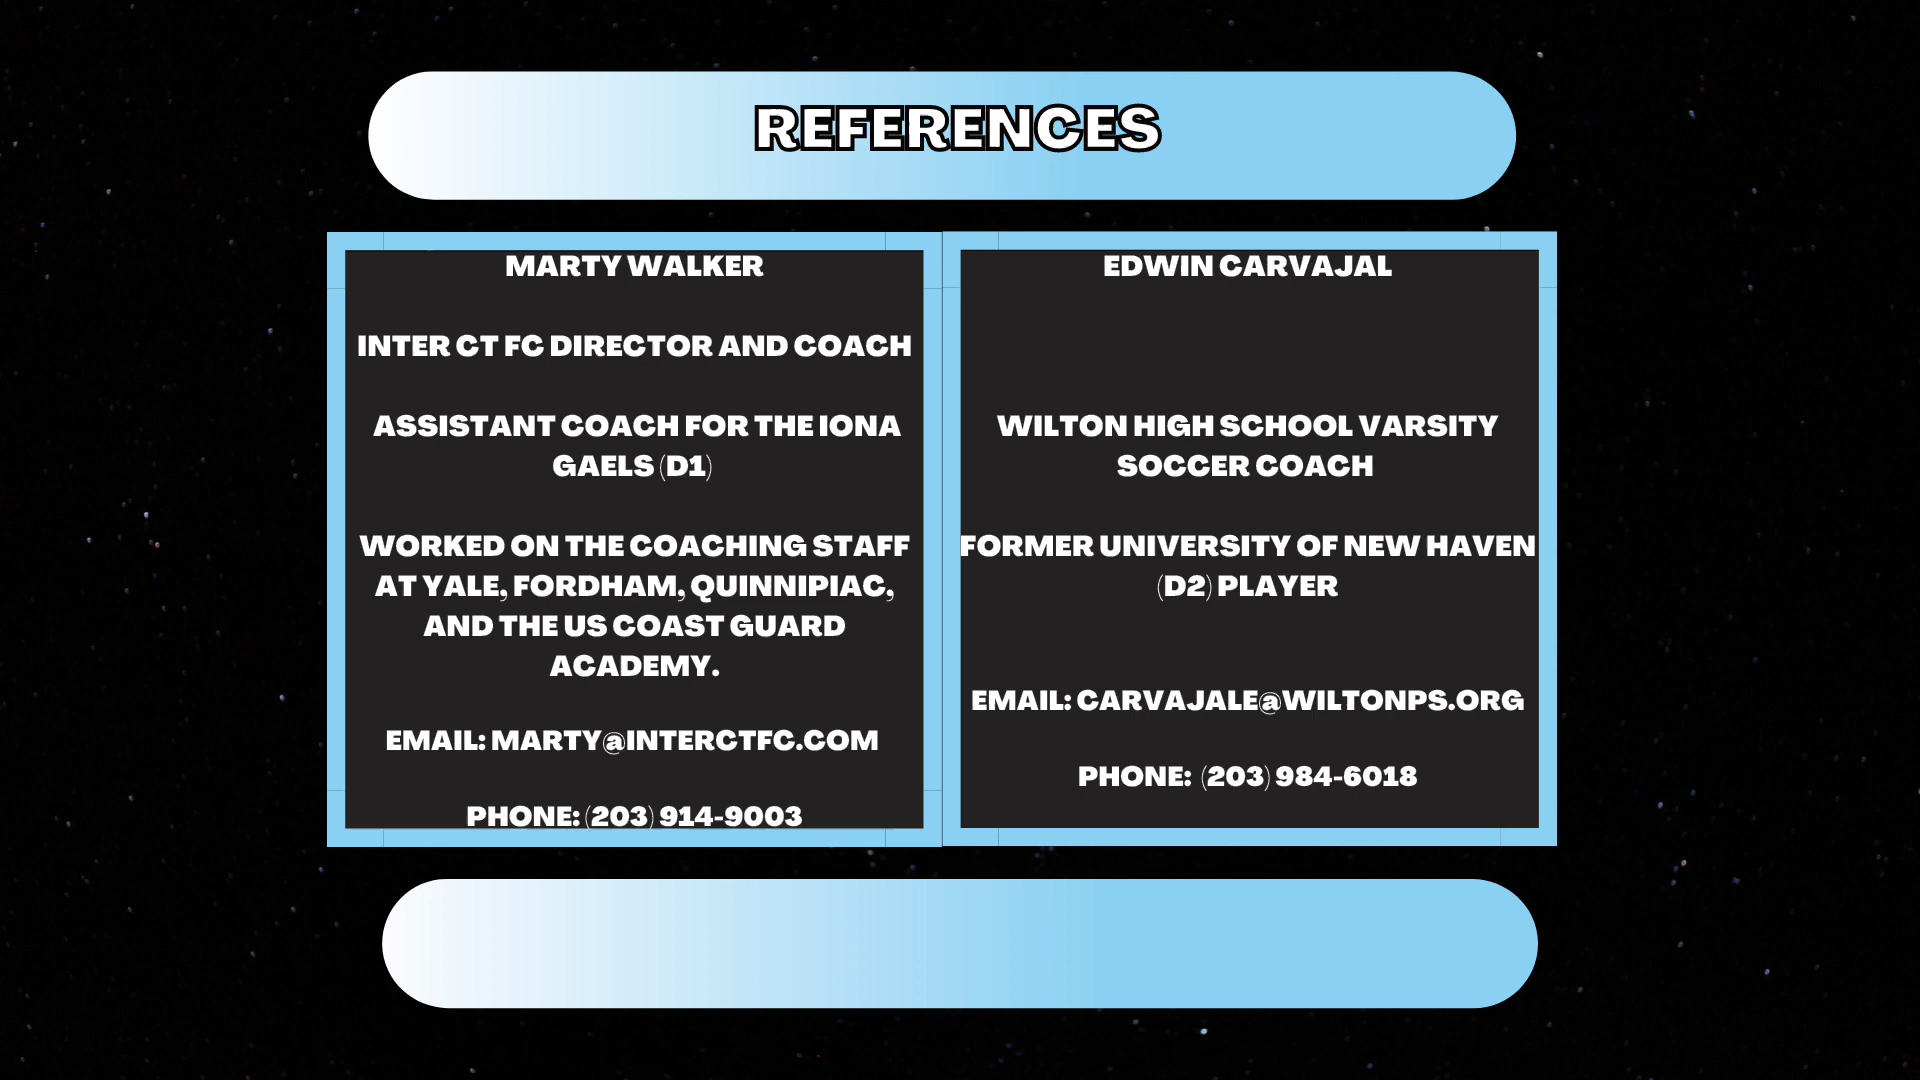 REFERENCES
MARTY WALKER
INTER CT FC DIRECTOR AND COACH
ASSISTANT COACH FOR THE IONA
GAELS (D1)
WORKED ON THE COACHING STAFF
AT YALE, FORDHAM, QUINNIPIAC,
AND THE US COAST GUARD
ACADEMY.
EMAIL: MARTY@INTERCTFC.COM
PHONE: (203) 914-9003
EDWIN CARVAJAL
WILTON HIGH SCHOOL VARSITY
SOCCER COACH
FORMER UNIVERSITY OF NEW HAVEN
(D2) PLAYER
EMAIL: CARVAJALE@WILTONPS.ORG
PHONE: (203) 984-6018